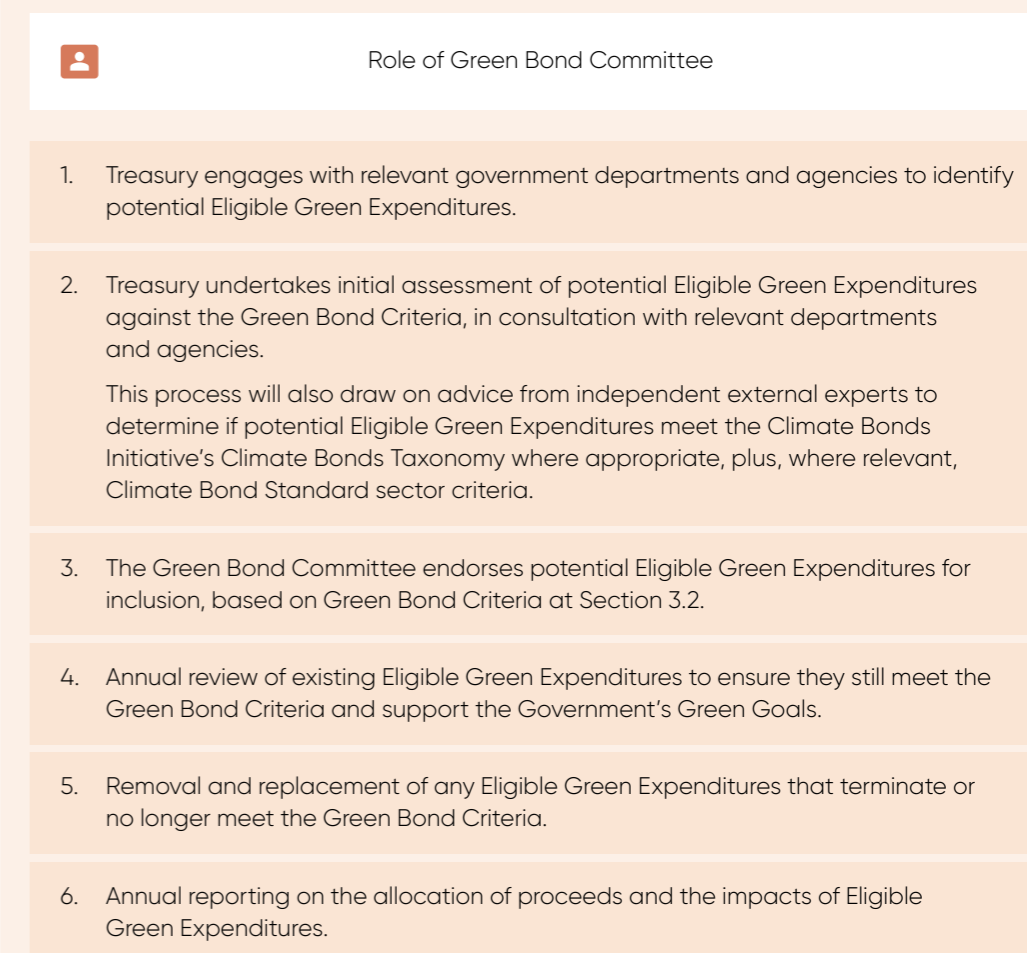 Role of Green Bond Committee
1. Treasury engages with relevant government departments and agencies to identify
potential Eligible Green Expenditures.
2. Treasury undertakes initial assessment of potential Eligible Green Expenditures
against the Green Bond Criteria, in consultation with relevant departments
and agencies.
This process will also draw on advice from independent external experts to
determine if potential Eligible Green Expenditures meet the Climate Bonds
Initiative’s Climate Bonds Taxonomy where appropriate, plus, where relevant,
Climate Bond Standard sector criteria.
3. The Green Bond Committee endorses potential Eligible Green Expenditures for
inclusion, based on Green Bond Criteria at Section 3.2.
4. Annual review of existing Eligible Green Expenditures to ensure they still meet the
Green Bond Criteria and support the Government’s Green Goals.
5. Removal and replacement of any Eligible Green Expenditures that terminate or
no longer meet the Green Bond Criteria.
6. Annual reporting on the allocation of proceeds and the impacts of Eligible
Green Expenditures.